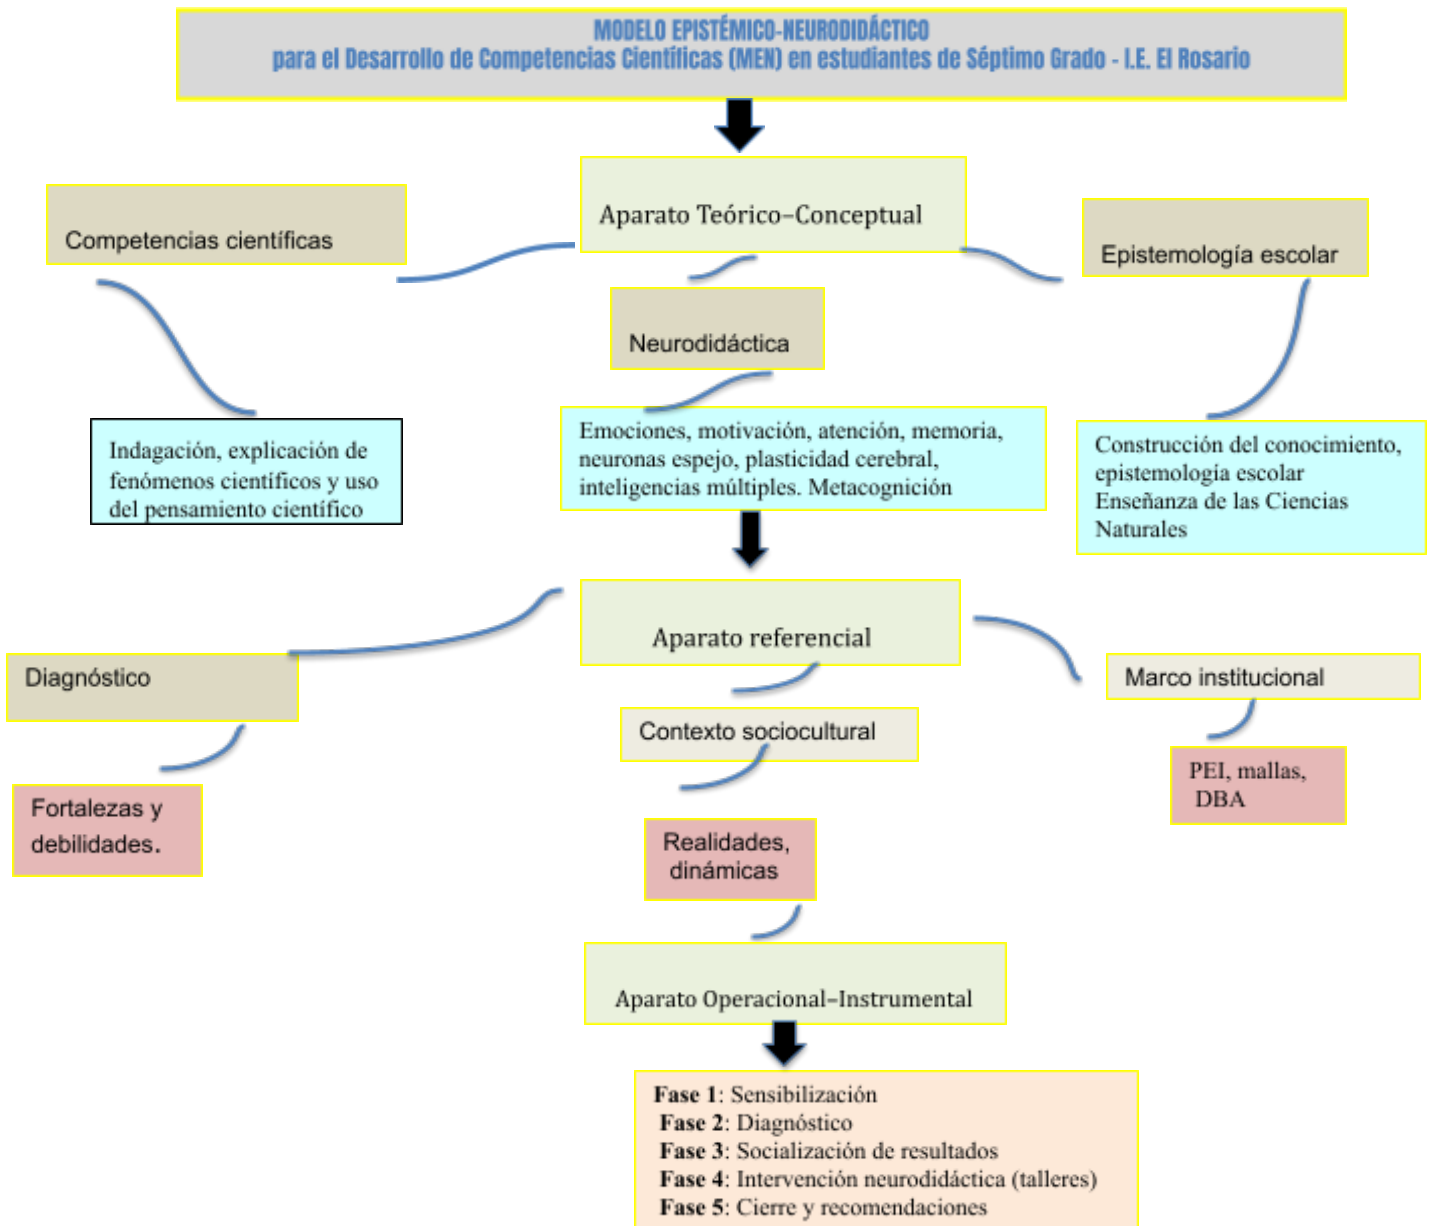 MODELO EPISTÉMICO-NEURODIDÁCTICO
para el Desarrollo de Competencias Científicas (MEN) en estudiantes de Séptimo Grado - I.E. El Rosario
Aparato Teórico–Conceptual
Competencias científicas
Epistemología escolar
Neurodidáctica
Indagación, explicación de
fenómenos científicos y uso
del pensamiento científico
Emociones, motivación, atención, memoria,
neuronas espejo, plasticidad cerebral,
inteligencias múltiples. Metacognición
Construcción del conocimiento,
epistemología escolar
Enseñanza de las Ciencias
Naturales
Aparato referencial
Diagnóstico
Marco institucional
Contexto sociocultural
Fortalezas y
debilidades.
PEI, mallas,
DBA
Realidades,
dinámicas
Aparato Operacional–Instrumental
Fase 1: Sensibilización
Fase 2: Diagnóstico
Fase 3: Socialización de resultados
Fase 4: Intervención neurodidáctica (talleres)
Fase 5: Cierre y recomendaciones